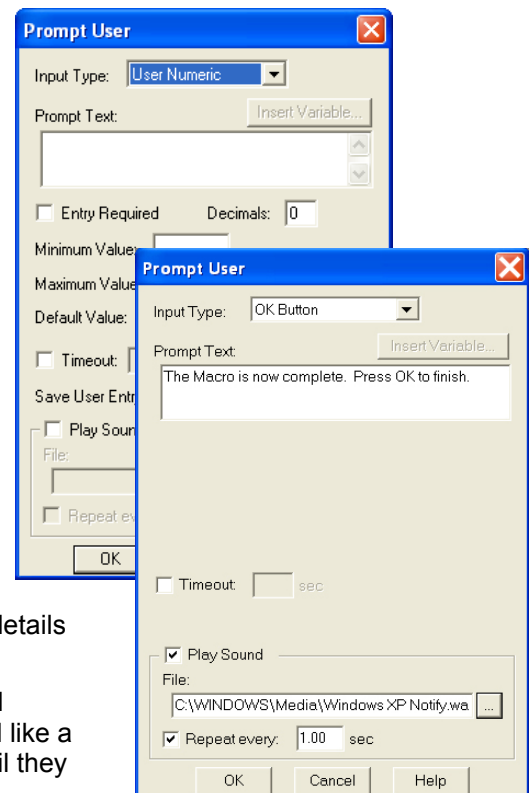 Prompt User
Input Type: User Numeric
Prompt Text: Insert Variable...
Entry Required Decimals: 0
Minimum Value:
Maximum Value
Default Value:
Timeout:
Save User Entr
Play Soun
File:
Repeat ev
OK
Prompt User
Input Type: OK Button
Prompt Text: Insert Variable...
The Macro is now complete. Press OK to finish.
Timeout: sec
Play Sound
File:
C:\WINDOWS\Media\Windows XP Notify.wa ...
Repeat every: 1.00 sec
OK Cancel Help
details
like a
they